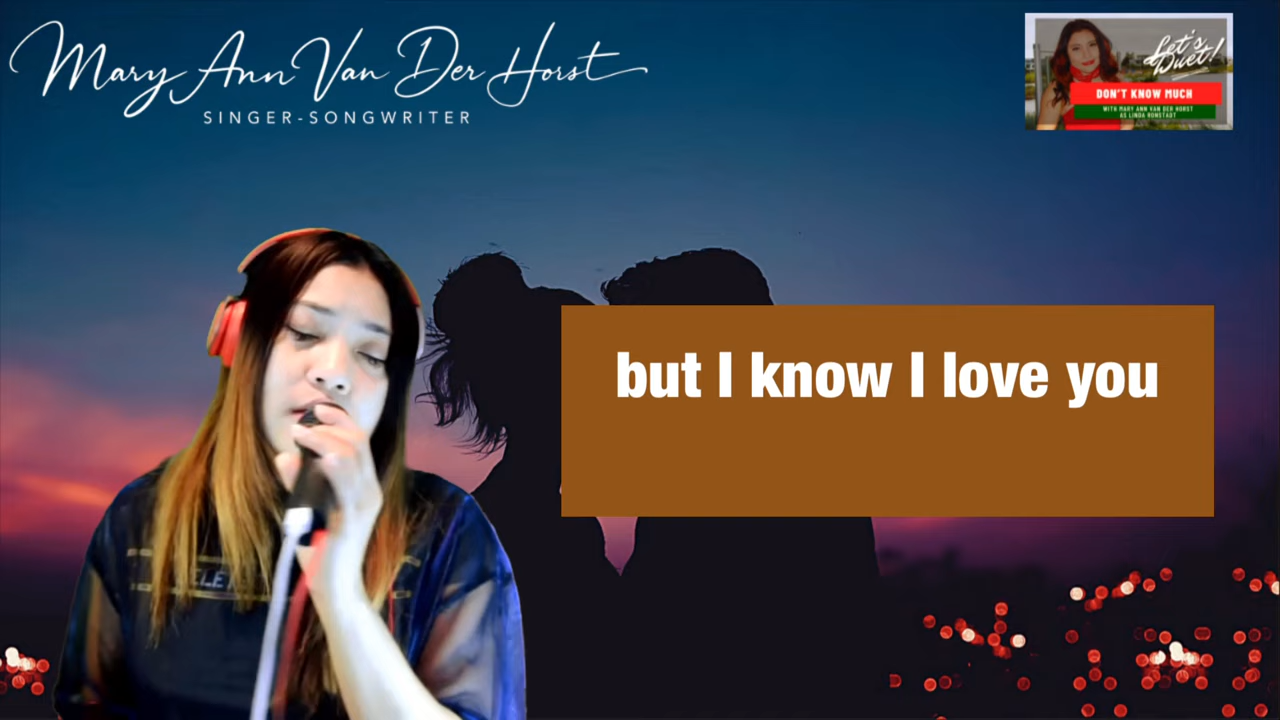 Mary Ann Van Der Horst
SINGER-SONGWRITER
Let's
Duet!
DON'T KNOW MUCH
WITH MARY ANN VAN DER HORST
AS LINDA RONSTADT
but I know I love you